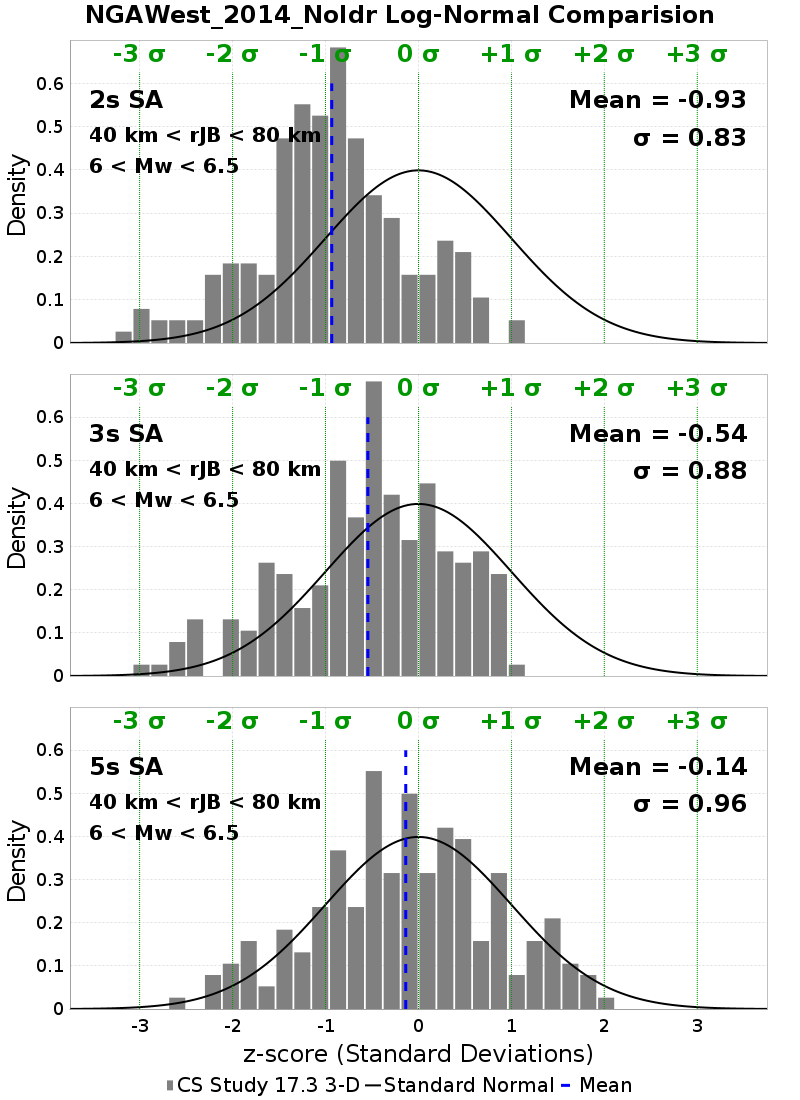 NGAWest_2014_NoIdr Log-Normal Comparision
-3 σ -2 σ -1 σ 0 σ +1 σ +2 σ +3 σ
2s SA
Mean = -0.93
40 km < rJB < 80 km
σ = 0.83
6 < Mw < 6.5
Density
0.6
0.5
0.4
0.3
0.2
0.1
0
-3 σ -2 σ -1 σ 0 σ +1 σ +2 σ +3 σ
3s SA
Mean = -0.54
40 km < rJB < 80 km
σ = 0.88
6 < Mw < 6.5
Density
0.6
0.5
0.4
0.3
0.2
0.1
0
-3 σ -2 σ -1 σ 0 σ +1 σ +2 σ +3 σ
5s SA
Mean = -0.14
40 km < rJB < 80 km
σ = 0.96
6 < Mw < 6.5
Density
0.6
0.5
0.4
0.3
0.2
0.1
0
-3 -2 -1 0 1 2 3
z-score (Standard Deviations)
CS Study 17.3 3-D Standard Normal Mean